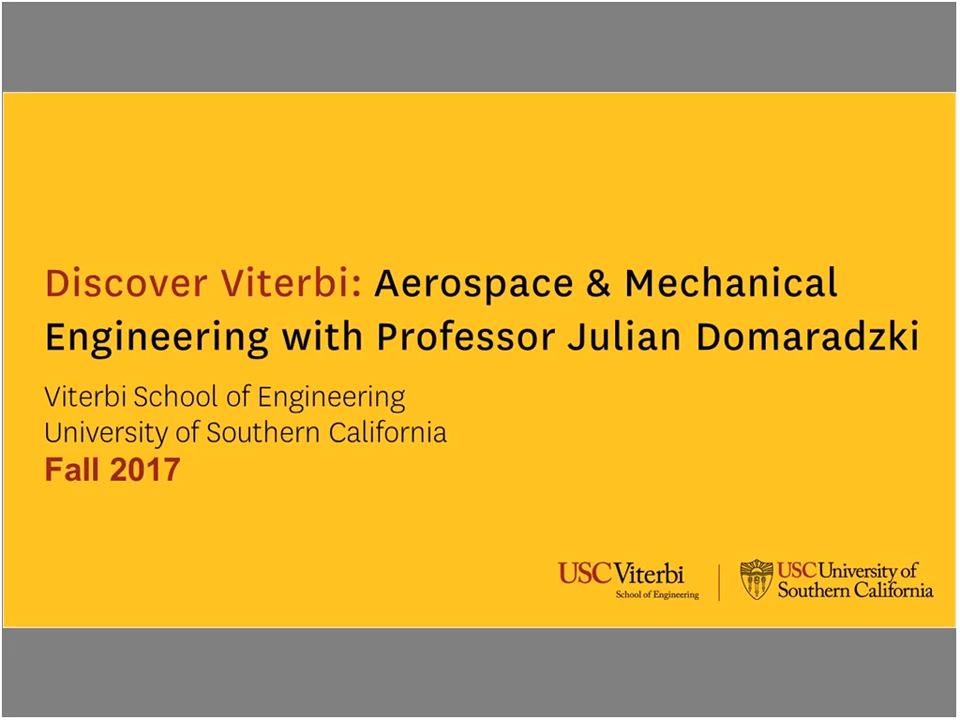 Discover Viterbi: Aerospace & Mechanical
Engineering with Professor Julian Domaradzki
Viterbi School of Engineering
University of Southern California
Fall 2017
USC Viterbi
School of Engineering
USC University of
Southern California